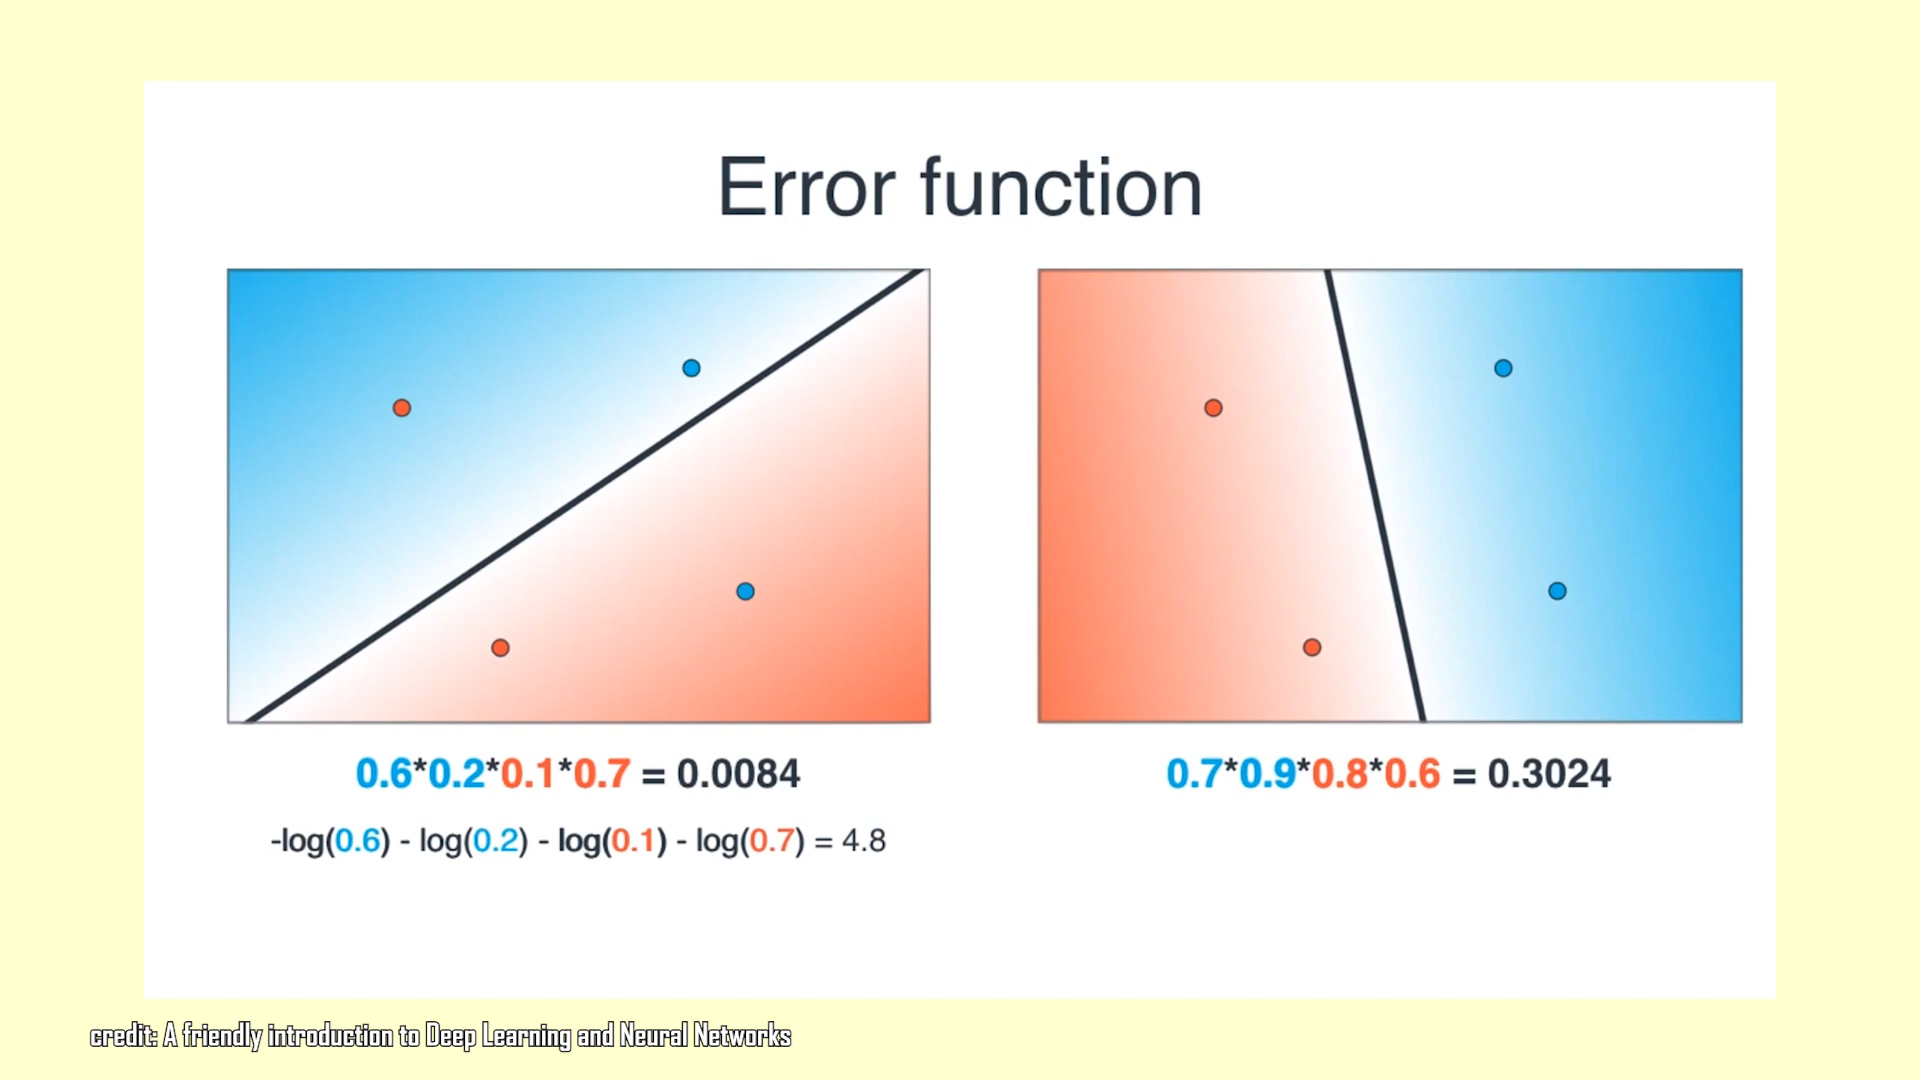 Error function
0.6*0.2*0.1*0.7 = 0.0084
0.7*0.9*0.8*0.6 = 0.3024
-log(0.6) - log(0.2) - log(0.1) - log(0.7) = 4.8
credit: A friendly introduction to Deep Learning and Neural Networks